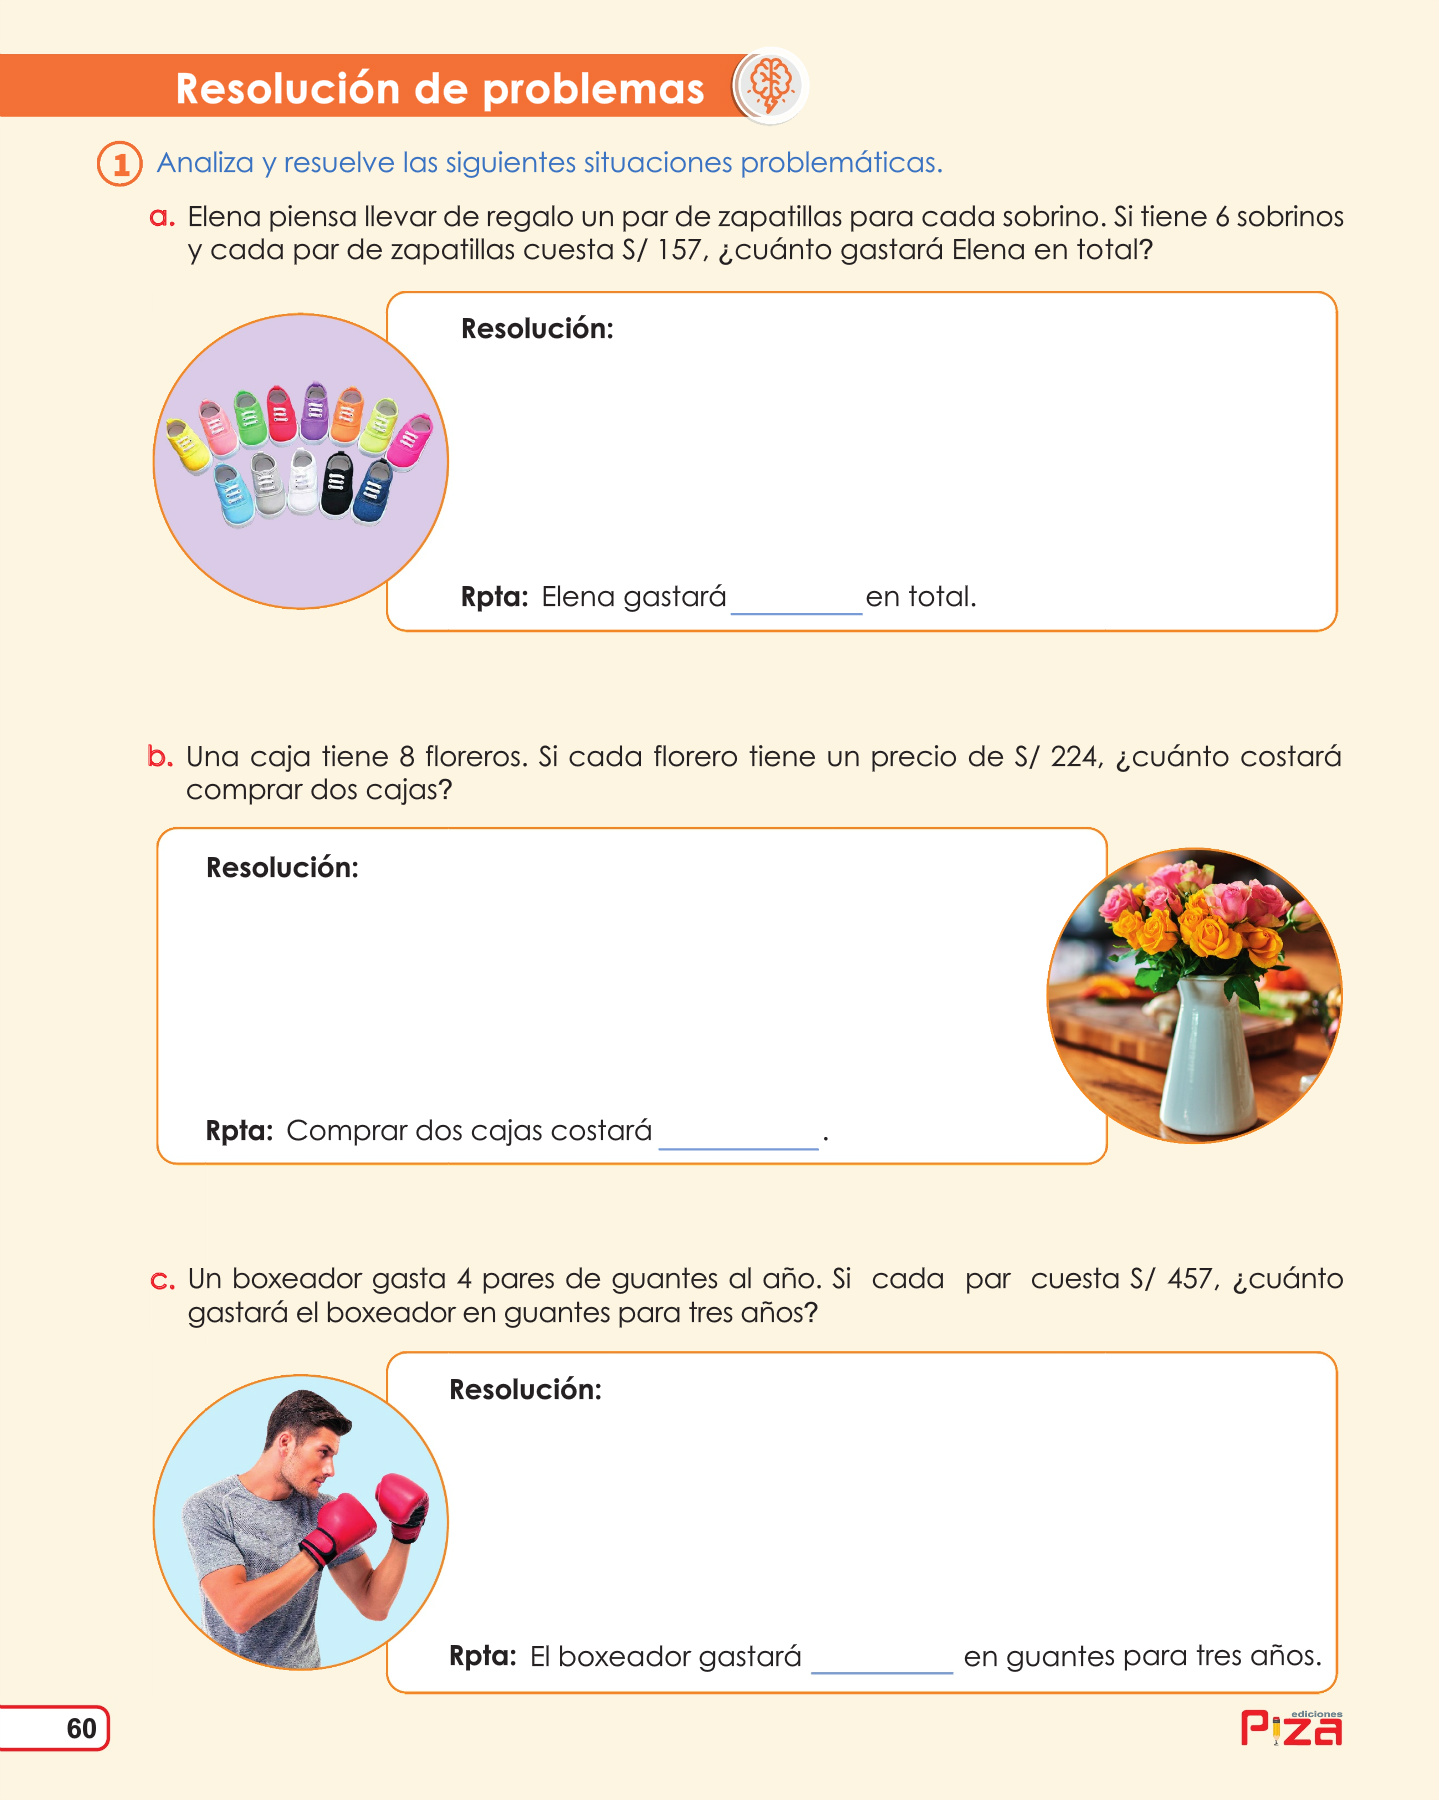 Resolución de problemas
1 Analiza y resuelve las siguientes situaciones problemáticas.
a. Elena piensa llevar de regalo un par de zapatillas para cada sobrino. Si tiene 6 sobrinos
y cada par de zapatillas cuesta S/ 157, ¿cuánto gastará Elena en total?
Resolución:
Rpta: Elena gastará ________ en total.
b. Una caja tiene 8 floreros. Si cada florero tiene un precio de S/ 224, ¿cuánto costará
comprar dos cajas?
Resolución:
Rpta: Comprar dos cajas costará ________ .
c. Un boxeador gasta 4 pares de guantes al año. Si cada par cuesta S/ 457, ¿cuánto
gastará el boxeador en guantes para tres años?
Resolución:
Rpta: El boxeador gastará ________ en guantes para tres años.
60
ediciones
Piza